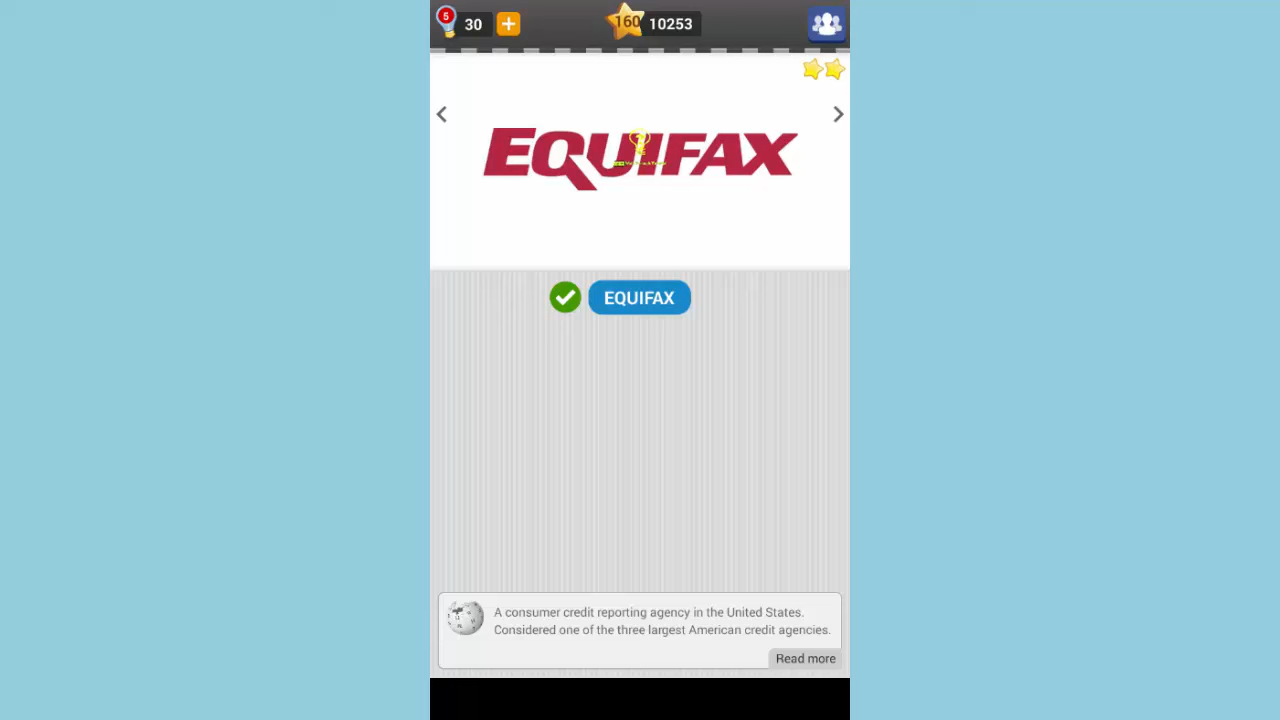 5
30
+
160
10253
EQUIFAX
EQUIFAX
A consumer credit reporting agency in the United States.
Considered one of the three largest American credit agencies.
Read more